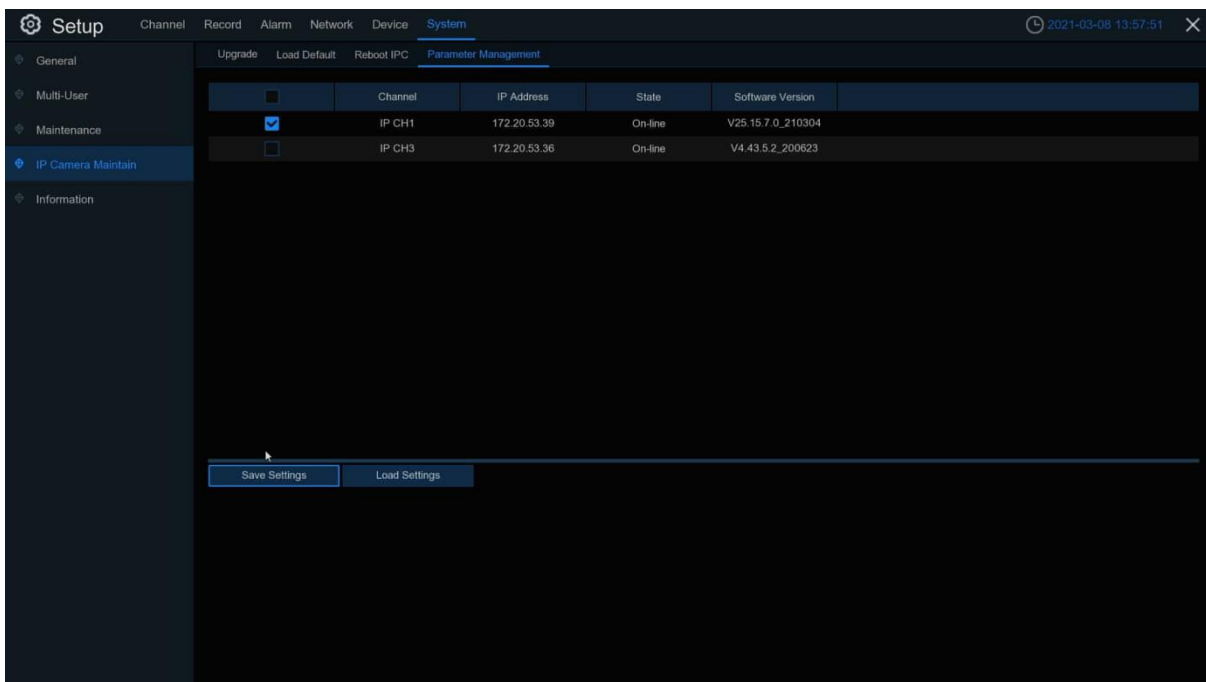 Setup Channel Record Alarm Network Device System 2021-03-08 13:57:51
General
Multi-User
Maintenance
IP Camera Maintain
Information
Upgrade Load Default Reboot IPC Parameter Management
Channel IP Address State Software Version
IP CH1 172.20.53.39 On-line V25.15.7.0_210304
IP CH3 172.20.53.36 On-line V4.43.5.2_200623
Save Settings Load Settings